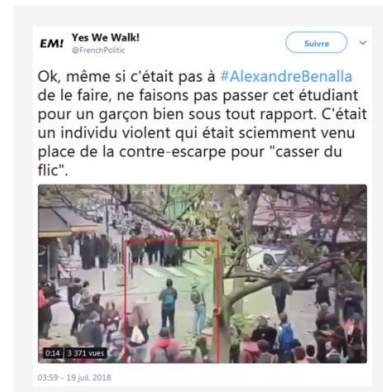 EM! Yes We Walk!
@FrenchPolitic
Suivre
Ok, même si c'était pas à #AlexandreBenalla
de le faire, ne faisons pas passer cet étudiant
pour un garçon bien sous tout rapport. C'était
un individu violent qui était sciemment venu
place de la contre-escarpe pour "casser du
flic".
0:14 3 371 vues
03:59 - 19 juil. 2018